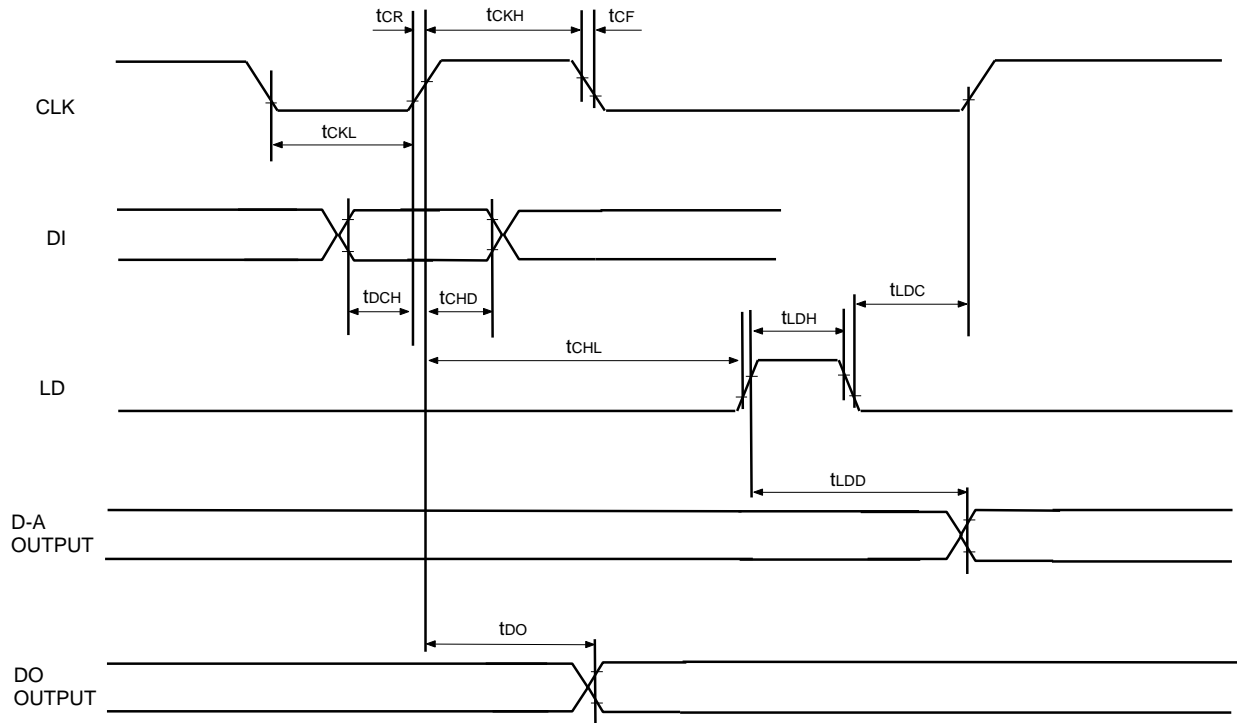 tCR
tCKH
tCF
CLK
tCKL
DI
tDCH
tCHD
tLDC
tLDH
tCHL
LD
tLDD
D-A
OUTPUT
tDO
DO
OUTPUT